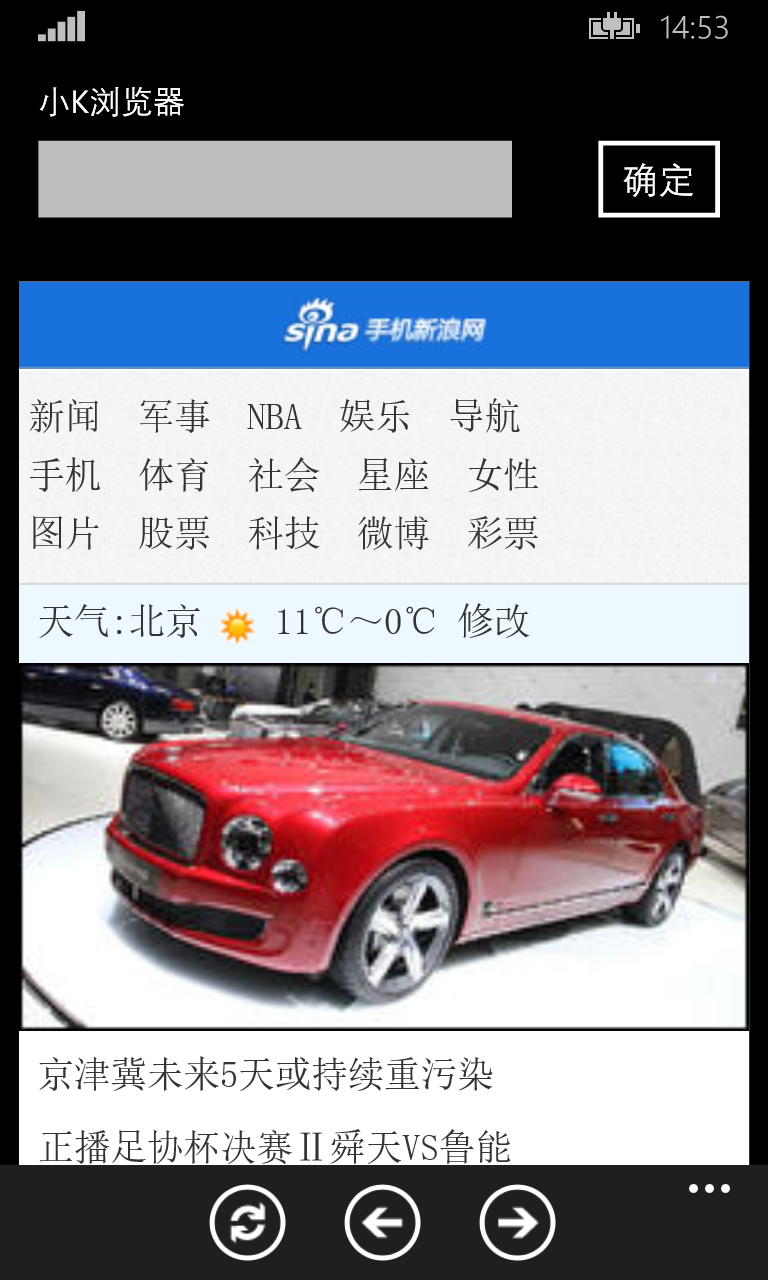 14:53
小K浏览器
确定
sina 手机新浪网
新闻 军事 NBA 娱乐 导航
手机 体育 社会 星座 女性
图片 股票 科技 微博 彩票
天气:北京 11℃～0℃ 修改
京津冀未来5天或持续重污染
正播足协杯决赛Ⅱ舜天VS鲁能